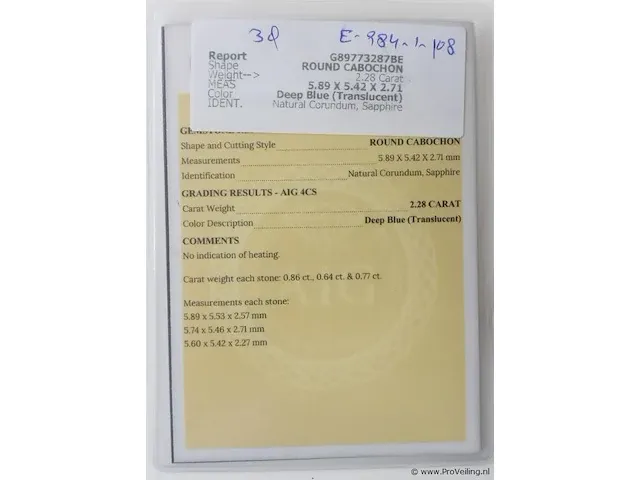 38 E-984-1-108
Report G89773287BE
Shape ROUND CABOCHON
Weight--> 2.28 Carat
MEAS 5.89 X 5.42 X 2.71
Color Deep Blue (Translucent)
IDENT. Natural Corundum, Sapphire
Shape and Cutting Style ROUND CABOCHON
Measurements 5.89 X 5.42 X 2.71 mm
Identification Natural Corundum, Sapphire
GRADING RESULTS - AIG 4CS
Carat Weight 2.28 CARAT
Color Description Deep Blue (Translucent)
COMMENTS
No indication of heating.
Carat weight each stone: 0.86 ct., 0.64 ct. & 0.77 ct.
Measurements each stone:
5.89 x 5.53 x 2.57 mm
5.74 x 5.46 x 2.71 mm
5.60 x 5.42 x 2.27 mm
AIG
© www.ProVeiling.nl